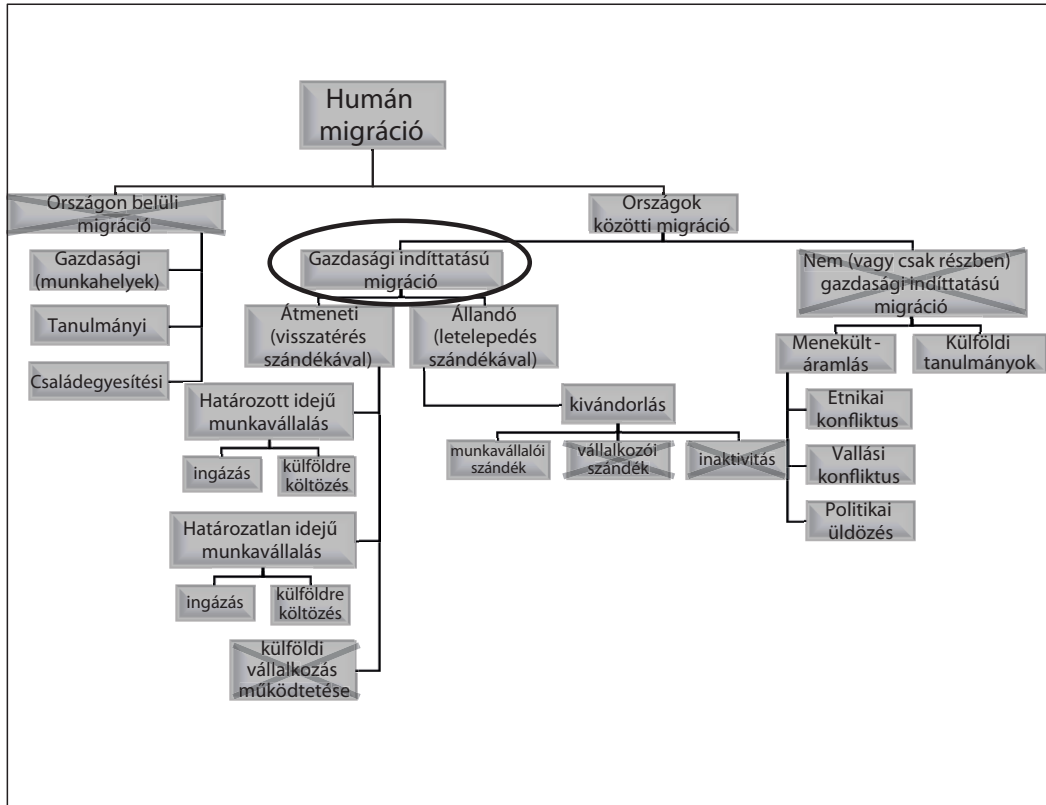 Humán
migráció
Országon belüli
migráció
Országok
közötti migráció
Gazdasági
(munkahelyek)
Tanulmányi
Családegyesítési
Gazdasági indíttatású
migráció
Nem (vagy csak részben)
gazdasági indíttatású
migráció
Átmeneti
(visszatérés
szándékával)
Állandó
(letelepedés
szándékával)
Menekült-
áramlás
Külföldi
tanulmányok
Határozott idejű
munkavállalás
ingázás
külföldre
költözés
Határozatlan idejű
munkavállalás
ingázás
külföldre
költözés
külföldi
vállalkozás
működtetése
kivándorlás
munkavállalói
szándék
vállalkozói
szándék
inaktivitás
Etnikai
konfliktus
Vallási
konfliktus
Politikai
üldözés